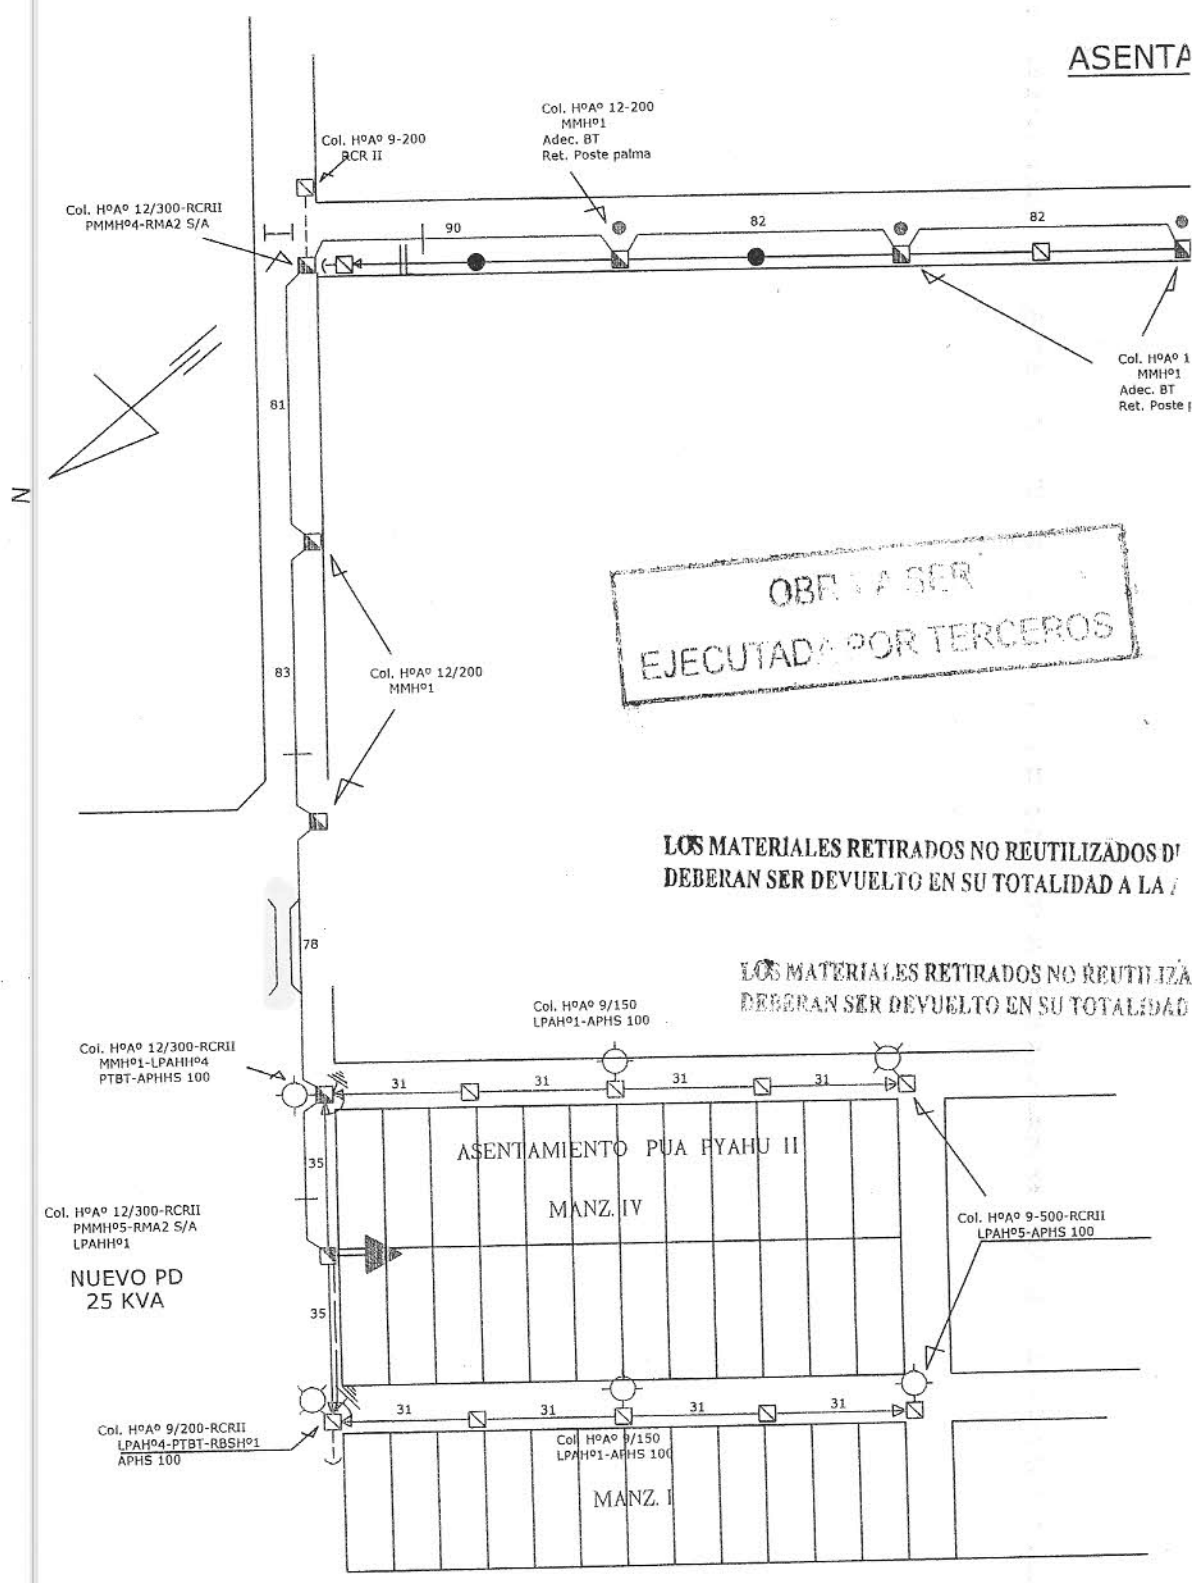 ASENTA
Col. HºAº 12-200
MMHº1
Adec. BT
Ret. Poste palma
Col. HºAº 9-200
RCR II
Col. HºAº 12/300-RCRII
PMMHº4-RMA2 S/A
90
82
82
Col. HºAº 1
MMHº1
Adec. BT
Ret. Poste
81
N
OBR A SER
EJECUTADA POR TERCEROS
83
Col. HºAº 12/200
MMHº1
LOS MATERIALES RETIRADOS NO REUTILIZADOS
DEBERAN SER DEVUELTO EN SU TOTALIDAD A LA
78
LOS MATERIALES RETIRADOS NO REUTILIZA
DEBERAN SER DEVUELTO EN SU TOTALIDAD
Col. HºAº 9/150
LPAHº1-APHS 100
Col. HºAº 12/300-RCRII
MMHº1-LPAHHº4
PTBT-APHHS 100
31
31
31
31
ASENTAMIENTO PUA PYAHU II
35
MANZ. IV
Col. HºAº 12/300-RCRII
PMMHº5-RMA2 S/A
LPAHHº1
Col. HºAº 9-500-RCRII
LPAHº5-APHS 100
NUEVO PD
25 KVA
35
31
31
31
31
Col. HºAº 9/200-RCRII
LPAHº4-PTBT-RBSHº1
APHS 100
Col. HºAº 9/150
LPAHº1-APHS 100
MANZ. I